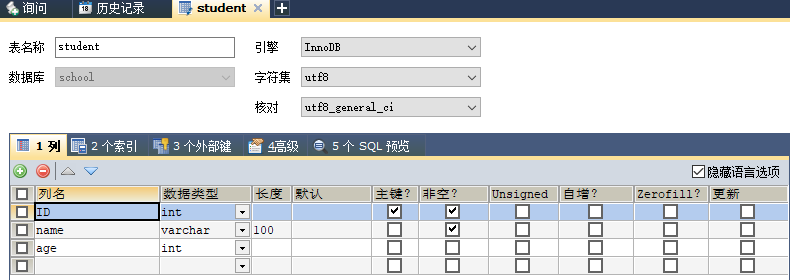 询问 历史记录 student
表名称 student 引擎 InnoDB
数据库 school 字符集 utf8
核对 utf8_general_ci
1 列 2 个索引 3 个外部键 4高级 5 个 SQL 预览
隐藏语言选项
列名 数据类型 长度 默认 主键? 非空? Unsigned 自增? Zerofill? 更新
ID int
name varchar 100
age int